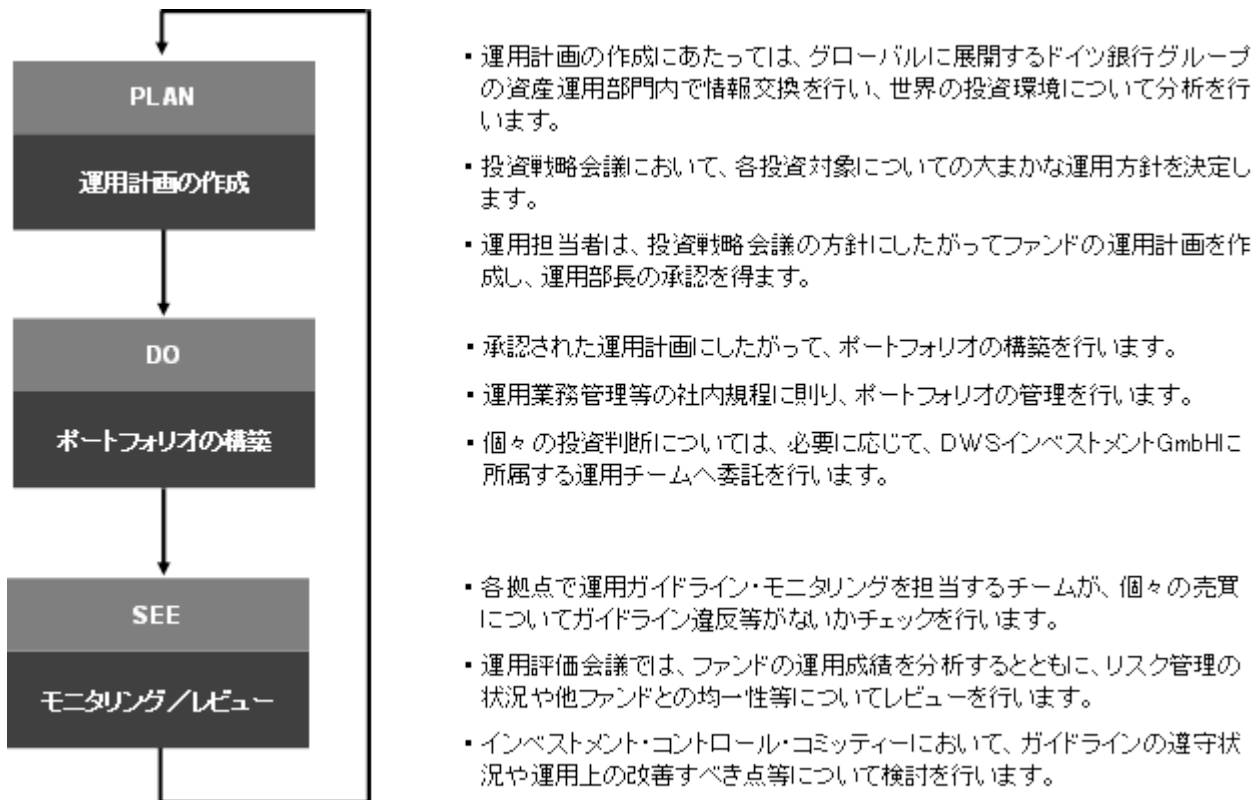 PLAN
運用計画の作成
▪運用計画の作成にあたっては、グローバルに展開するドイツ銀行グループ
の資産運用部門内で情報交換を行い、世界の投資環境について分析を行
います。
▪投資戦略会議において、各投資対象についての大まかな運用方針を決定し
ます。
▪運用担当者は、投資戦略会議の方針にしたがってファンドの運用計画を作
成し、運用部長の承認を得ます。
DO
ポートフォリオの構築
▪承認された運用計画にしたがって、ポートフォリオの構築を行います。
▪運用業務管理等の社内規程に則り、ポートフォリオの管理を行います。
▪個々の投資判断については、必要に応じて、DWSインベストメントGmbHに
所属する運用チームへ委託を行います。
SEE
モニタリング／レビュー
▪各拠点で運用ガイドライン・モニタリングを担当するチームが、個々の売買
についてガイドライン違反等がないかチェックを行います。
▪運用評価会議では、ファンドの運用成績を分析するとともに、リスク管理の
状況や他ファンドとの均一性等についてレビューを行います。
▪インベストメント・コントロール・コミッティーにおいて、ガイドラインの遵守状
況や運用上の改善すべき点等について検討を行います。